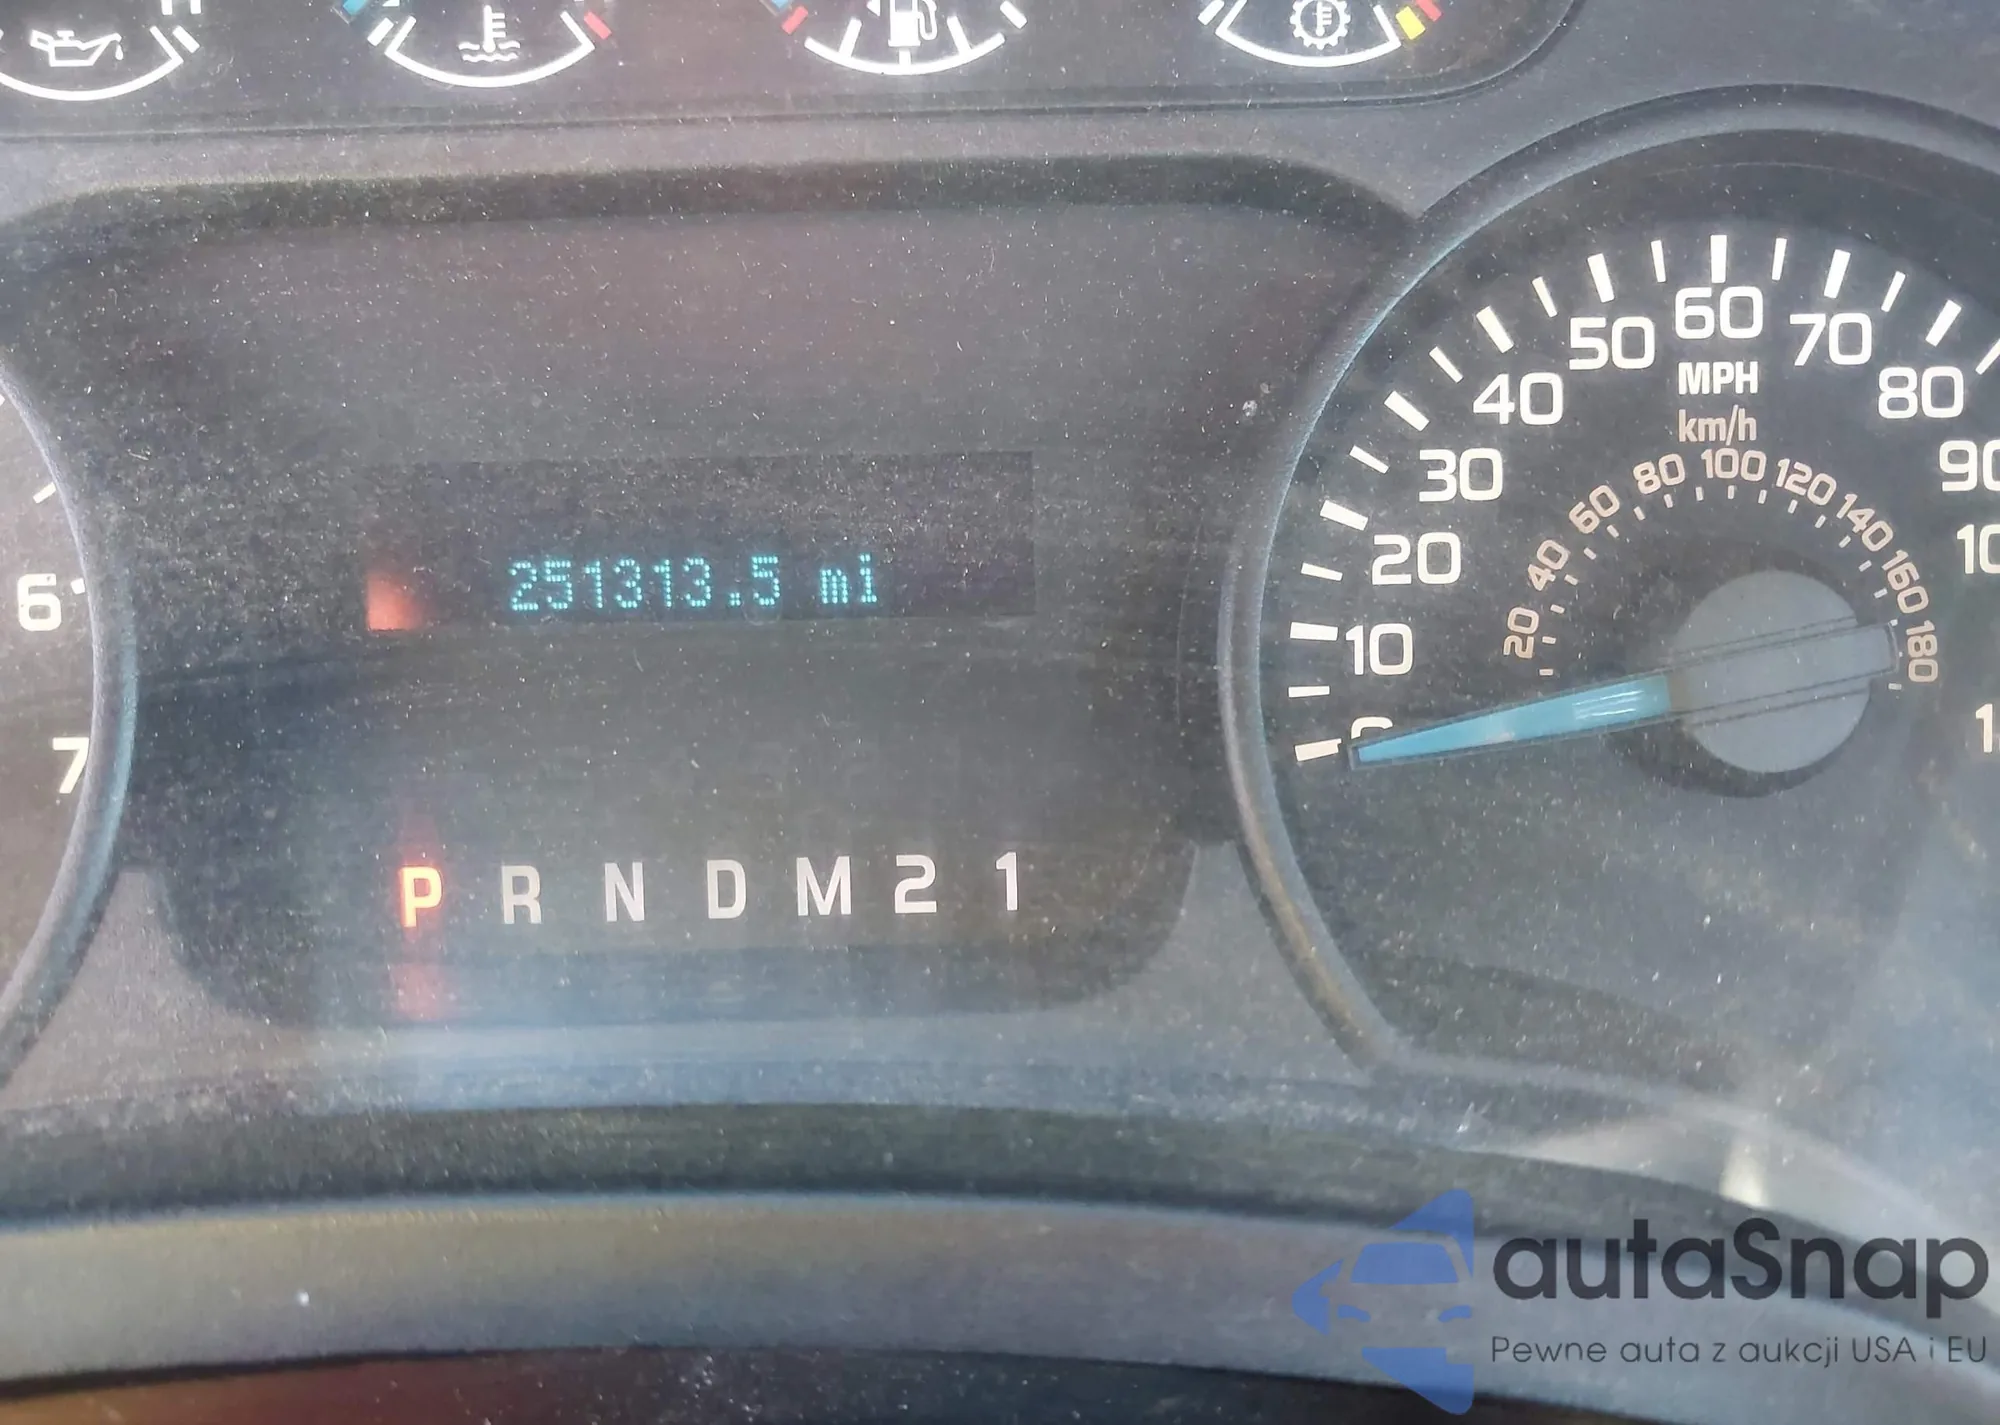 H
50 60 70
40 MPH 80
km/h
30 80 100 120 90
60 140
20 40 160
251313.5 mi
6
20 180
10
7
P R N D M 2 1
autaSnap
Pewne auta z aukcji USA i EU